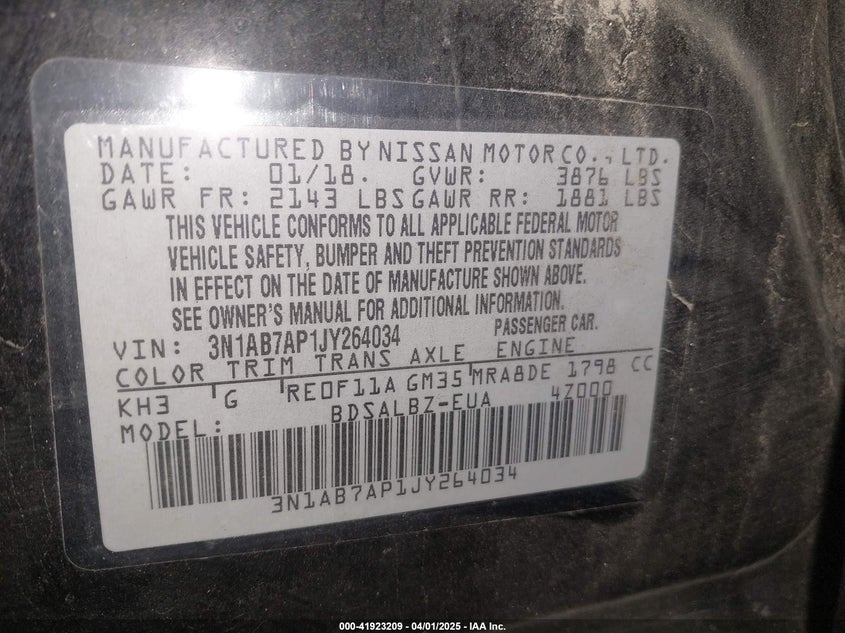 MANUFACTURED BY NISSAN MOTOR CO., LTD.
DATE: 01/18. GVWR: 3876 LBS
GAWR FR: 2143 LBS GAWR RR: 1881 LBS
THIS VEHICLE CONFORMS TO ALL APPLICABLE FEDERAL MOTOR
VEHICLE SAFETY, BUMPER AND THEFT PREVENTION STANDARDS
IN EFFECT ON THE DATE OF MANUFACTURE SHOWN ABOVE.
SEE OWNER'S MANUAL FOR ADDITIONAL INFORMATION.
VIN: 3N1AB7AP1JY264034 PASSENGER CAR.
COLOR TRIM TRANS AXLE ENGINE
KH3 G RE0F11A GM35 MRA8DE 1798 CC
MODEL: BDSALBZ-EUA 4Z000
3N1AB7AP1JY264034
000-41923209 - 04/01/2025 - IAA Inc.